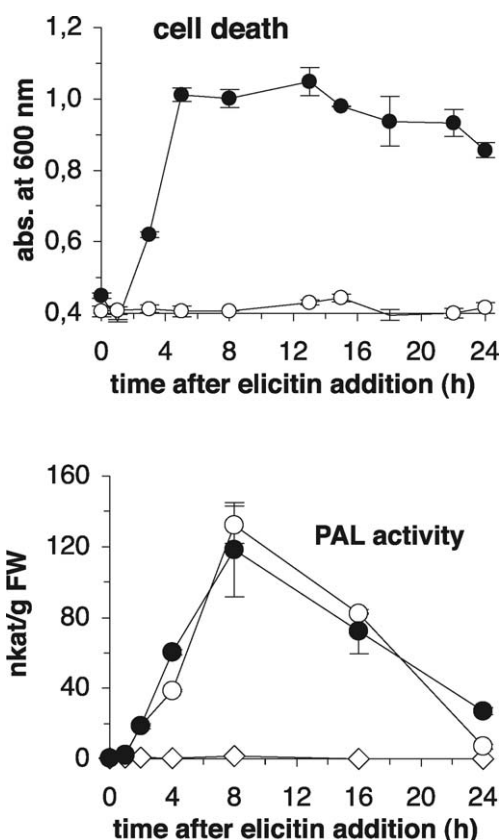 cell death
abs. at 600 nm
1,2
1,0
0,8
0,6
0,4
0 4 8 12 16 20 24
time after elicitin addition (h)
PAL activity
nkat/g FW
160
120
80
40
0
0 4 8 12 16 20 24
time after elicitin addition (h)